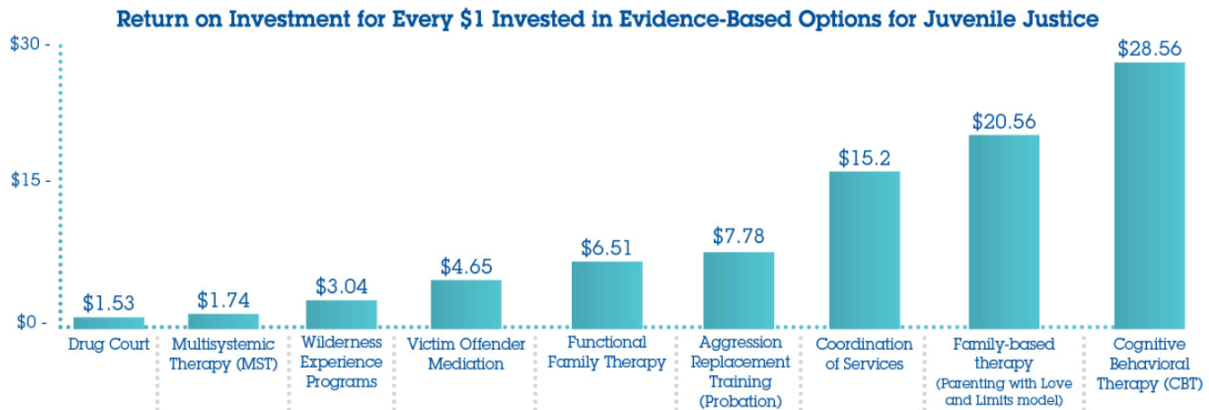 Return on Investment for Every $1 Invested in Evidence-Based Options for Juvenile Justice
$30 -
$15 -
$0 -
$1.53
$1.74
$3.04
$4.65
$6.51
$7.78
$15.2
$20.56
$28.56
Drug Court
Multisystemic
Therapy (MST)
Wilderness
Experience
Programs
Victim Offender
Mediation
Functional
Family Therapy
Aggression
Replacement
Training
(Probation)
Coordination
of Services
Family-based
therapy
(Parenting with Love
and Limits model)
Cognitive
Behavioral
Therapy (CBT)